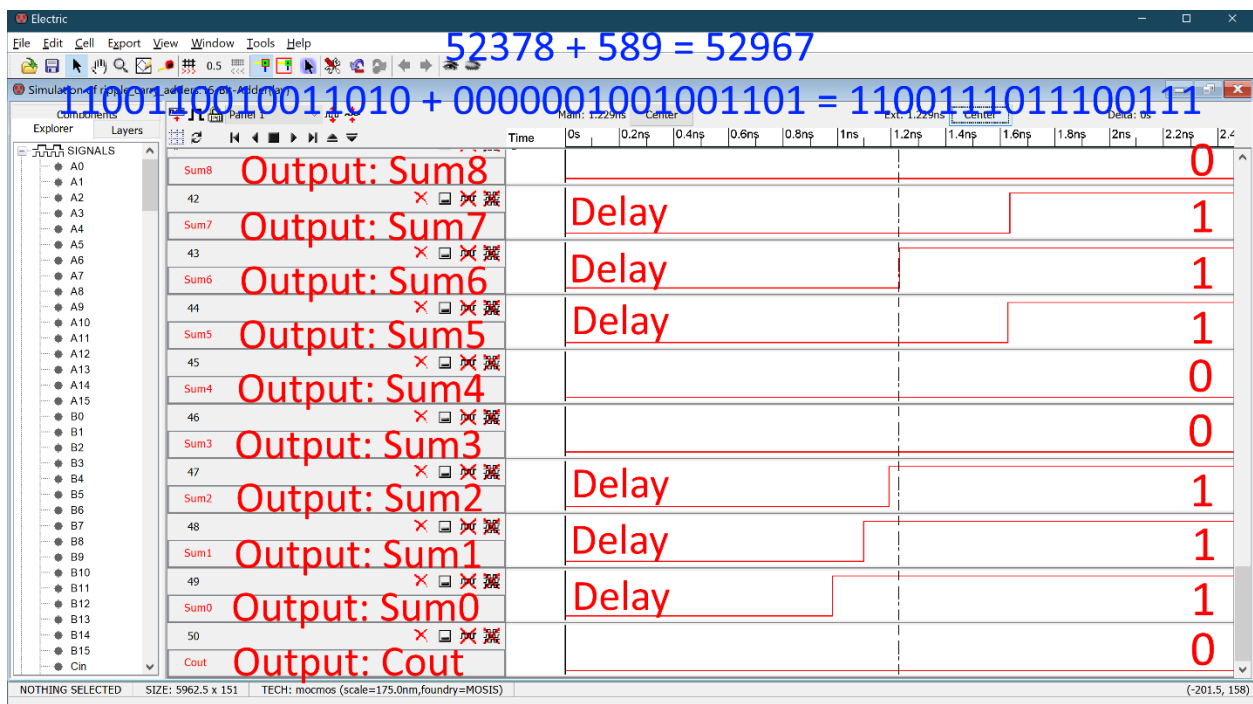 Electric
File Edit Cell Export View Window Tools Help
52378 + 589 = 52967
0.5
Simulation of
1100110010011010 + 0000001001001101 = 1100111011100111
Components
Panel 1
Main: 1.229ns Center Ext: 1.229ns Center Delta: 0s
Explorer Layers
Time 0s 0.2ns 0.4ns 0.6ns 0.8ns 1ns 1.2ns 1.4ns 1.6ns 1.8ns 2ns 2.2ns 2.4
SIGNALS
A0
A1
A2
A3
A4
A5
A6
A7
A8
A9
A10
A11
A12
A13
A14
A15
B0
B1
B2
B3
B4
B5
B6
B7
B8
B9
B10
B11
B12
B13
B14
B15
Cin
Sum8 Output: Sum8 0
42
Sum7 Output: Sum7 Delay 1
43
Sum6 Output: Sum6 Delay 1
44
Sum5 Output: Sum5 Delay 1
45
Sum4 Output: Sum4 0
46
Sum3 Output: Sum3 0
47
Sum2 Output: Sum2 Delay 1
48
Sum1 Output: Sum1 Delay 1
49
Sum0 Output: Sum0 Delay 1
50
Cout Output: Cout 0
NOTHING SELECTED SIZE: 5962.5 x 151 TECH: mocmos (scale=175.0nm,foundry=MOSIS) (-201.5, 158)